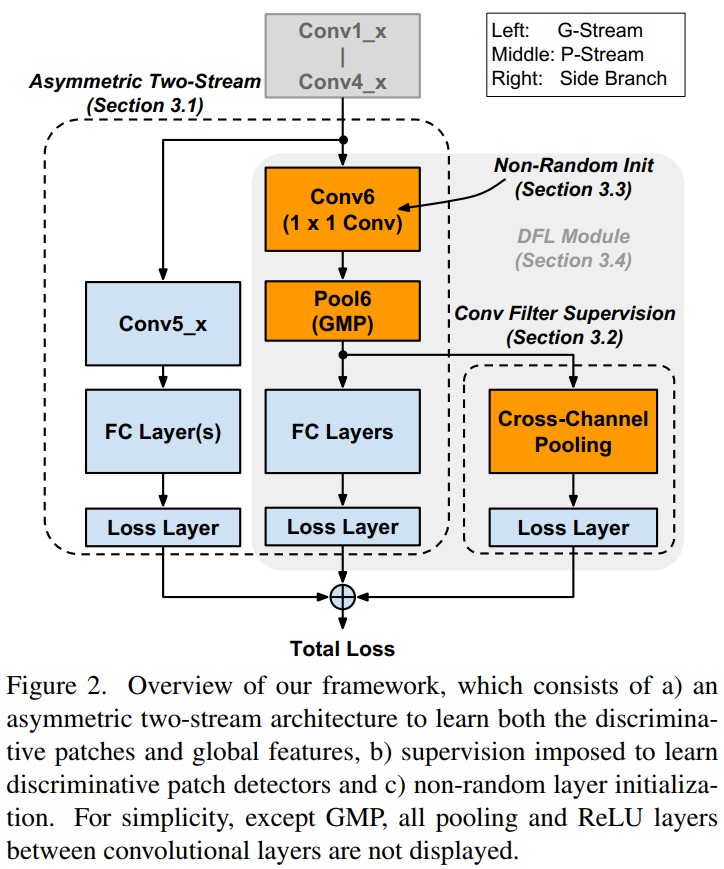 Conv1_x
|
Conv4_x
Left: G-Stream
Middle: P-Stream
Right: Side Branch
Asymmetric Two-Stream
(Section 3.1)
Non-Random Init
(Section 3.3)
Conv6
(1 x 1 Conv)
DFL Module
(Section 3.4)
Conv5_x
Pool6
(GMP)
Conv Filter Supervision
(Section 3.2)
FC Layer(s)
FC Layers
Cross-Channel
Pooling
Loss Layer
Loss Layer
Loss Layer
Total Loss
Figure 2. Overview of our framework, which consists of a) an
asymmetric two-stream architecture to learn both the discrimina-
tive patches and global features, b) supervision imposed to learn
discriminative patch detectors and c) non-random layer initializa-
tion. For simplicity, except GMP, all pooling and ReLU layers
between convolutional layers are not displayed.